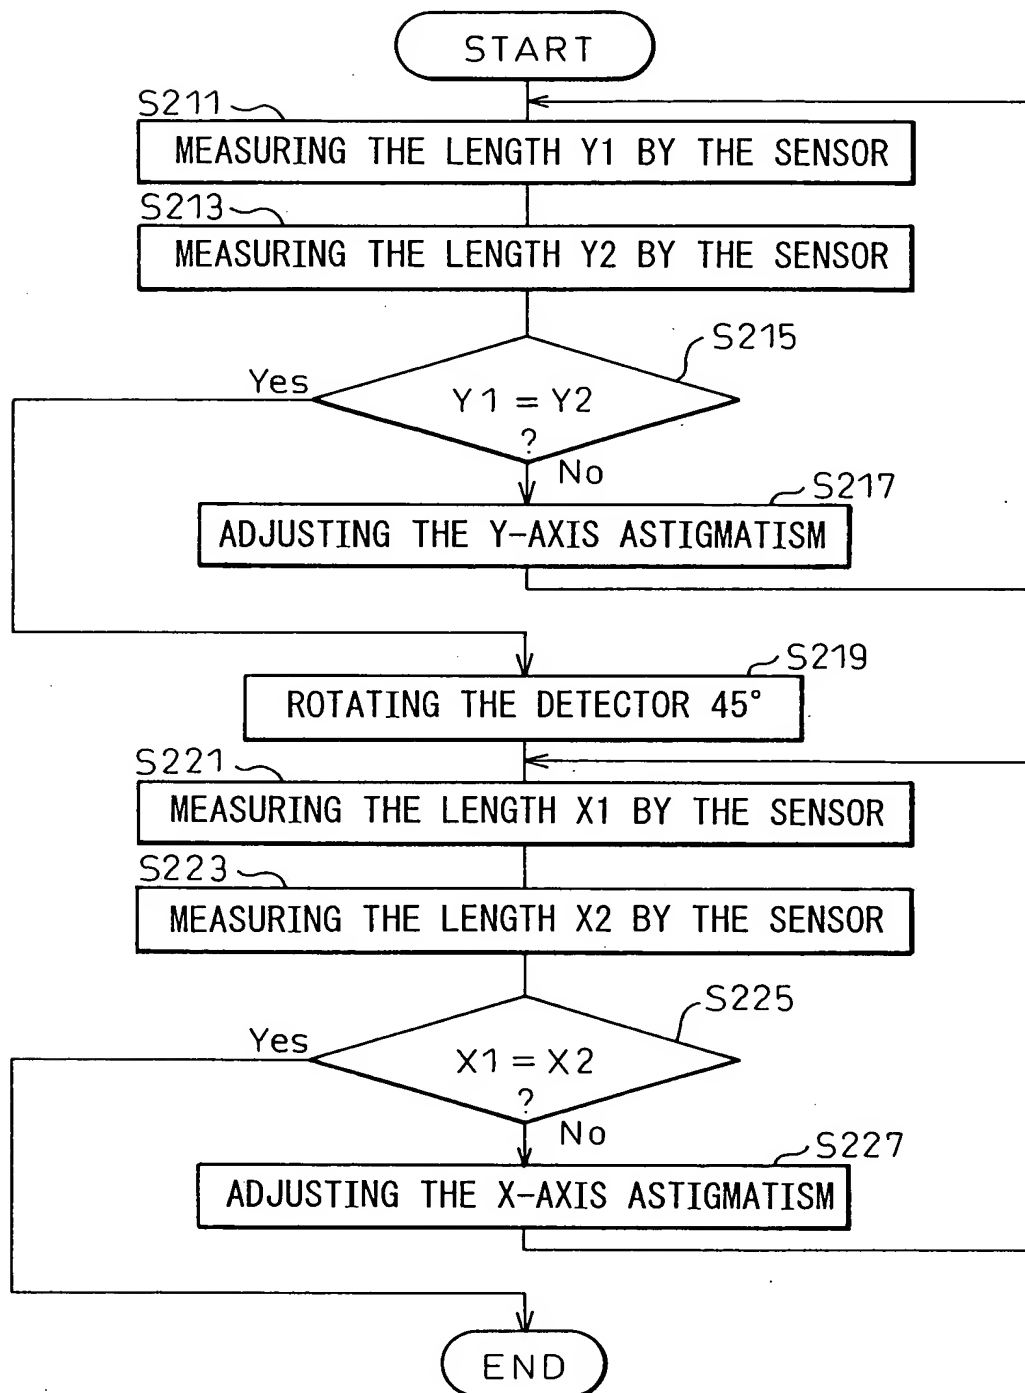 START
S211
MEASURING THE LENGTH Y1 BY THE SENSOR
S213
MEASURING THE LENGTH Y2 BY THE SENSOR
S215
Yes
Y1 = Y2
?
No
S217
ADJUSTING THE Y-AXIS ASTIGMATISM
S219
ROTATING THE DETECTOR 45°
S221
MEASURING THE LENGTH X1 BY THE SENSOR
S223
MEASURING THE LENGTH X2 BY THE SENSOR
S225
Yes
X1 = X2
?
No
S227
ADJUSTING THE X-AXIS ASTIGMATISM
END